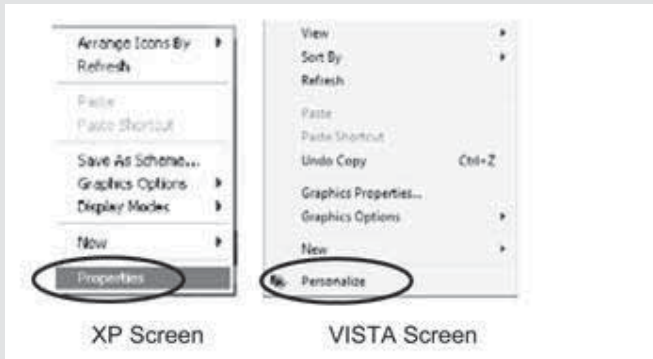 Arrange Icons By
Refresh
Paste
Paste Shortcut
Save As Scheme...
Graphics Options
Display Modes
New
Properties
XP Screen
View
Sort By
Refresh
Paste
Paste Shortcut
Undo Copy Ctrl+Z
Graphics Properties...
Graphics Options
New
Personalize
VISTA Screen